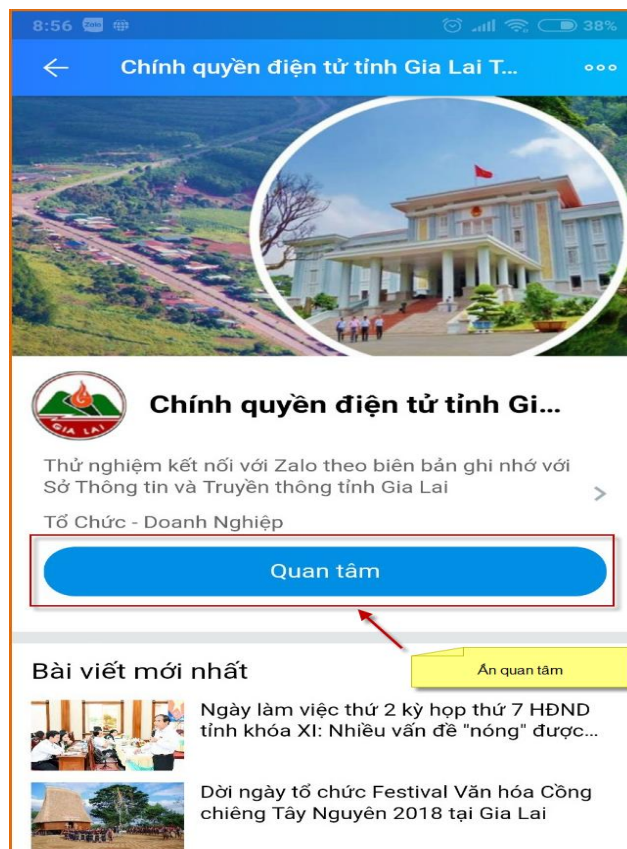 8:56 Zalo 38%
Chính quyền điện tử tỉnh Gia Lai T...
GIA LAI
Chính quyền điện tử tỉnh Gi...
Thử nghiệm kết nối với Zalo theo biên bản ghi nhớ với
Sở Thông tin và Truyền thông tỉnh Gia Lai
Tổ Chức - Doanh Nghiệp
Quan tâm
Ấn quan tâm
Bài viết mới nhất
Ngày làm việc thứ 2 kỳ họp thứ 7 HĐND
tỉnh khóa XI: Nhiều vấn đề "nóng" được...
Dời ngày tổ chức Festival Văn hóa Cồng
chiêng Tây Nguyên 2018 tại Gia Lai